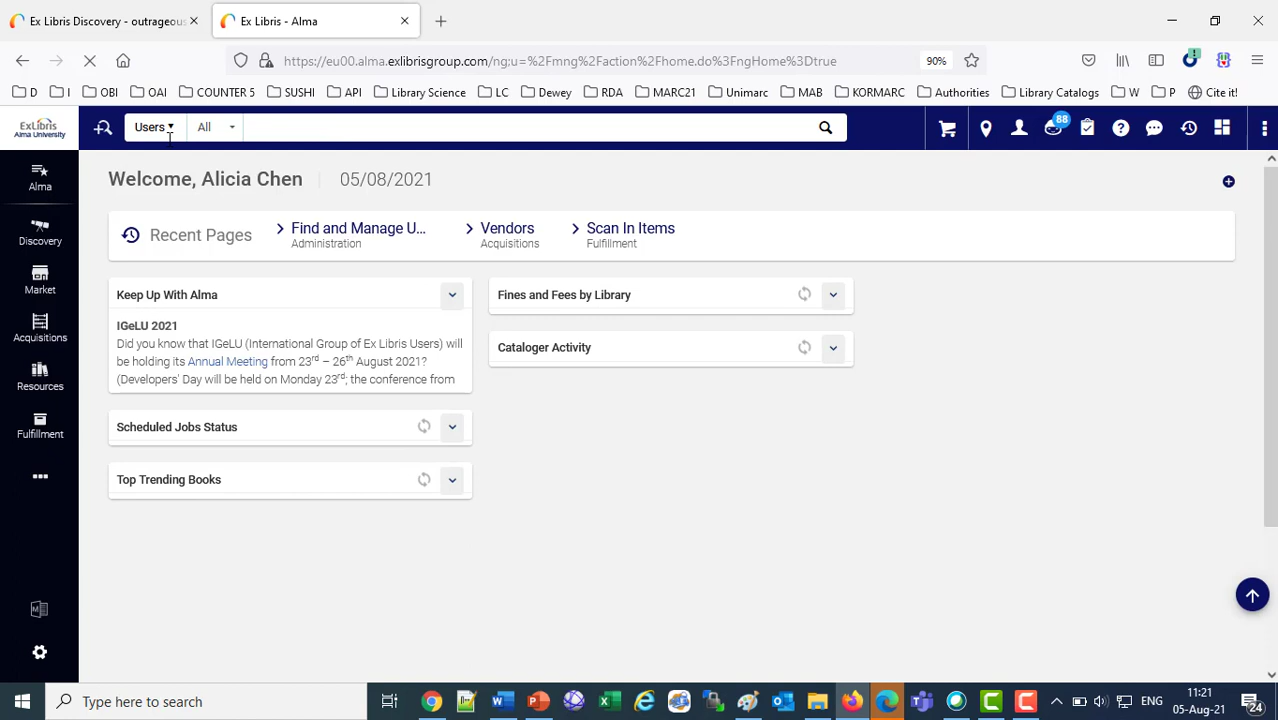 Ex Libris Discovery - outrageous
Ex Libris - Alma
https://eu00.alma.exlibrisgroup.com/ng;u=%2Fmng%2Faction%2Fhome.do%3FngHome%3Dtrue
90%
D
I
OBI
OAI
COUNTER 5
SUSHI
API
Library Science
LC
Dewey
RDA
MARC21
Unimarc
MAB
KORMARC
Authorities
Library Catalogs
W
P
Cite it!
ExLibris
Alma University
Users
All
88
Alma
Discovery
Market
Acquisitions
Resources
Fulfillment
Welcome, Alicia Chen
05/08/2021
Recent Pages
Find and Manage U...
Administration
Vendors
Acquisitions
Scan In Items
Fulfillment
Keep Up With Alma
IGeLU 2021
Did you know that IGeLU (International Group of Ex Libris Users) will
be holding its Annual Meeting from 23rd – 26th August 2021?
(Developers' Day will be held on Monday 23rd; the conference from
Scheduled Jobs Status
Top Trending Books
Fines and Fees by Library
Cataloger Activity
Type here to search
ENG
11:21
05-Aug-21
24